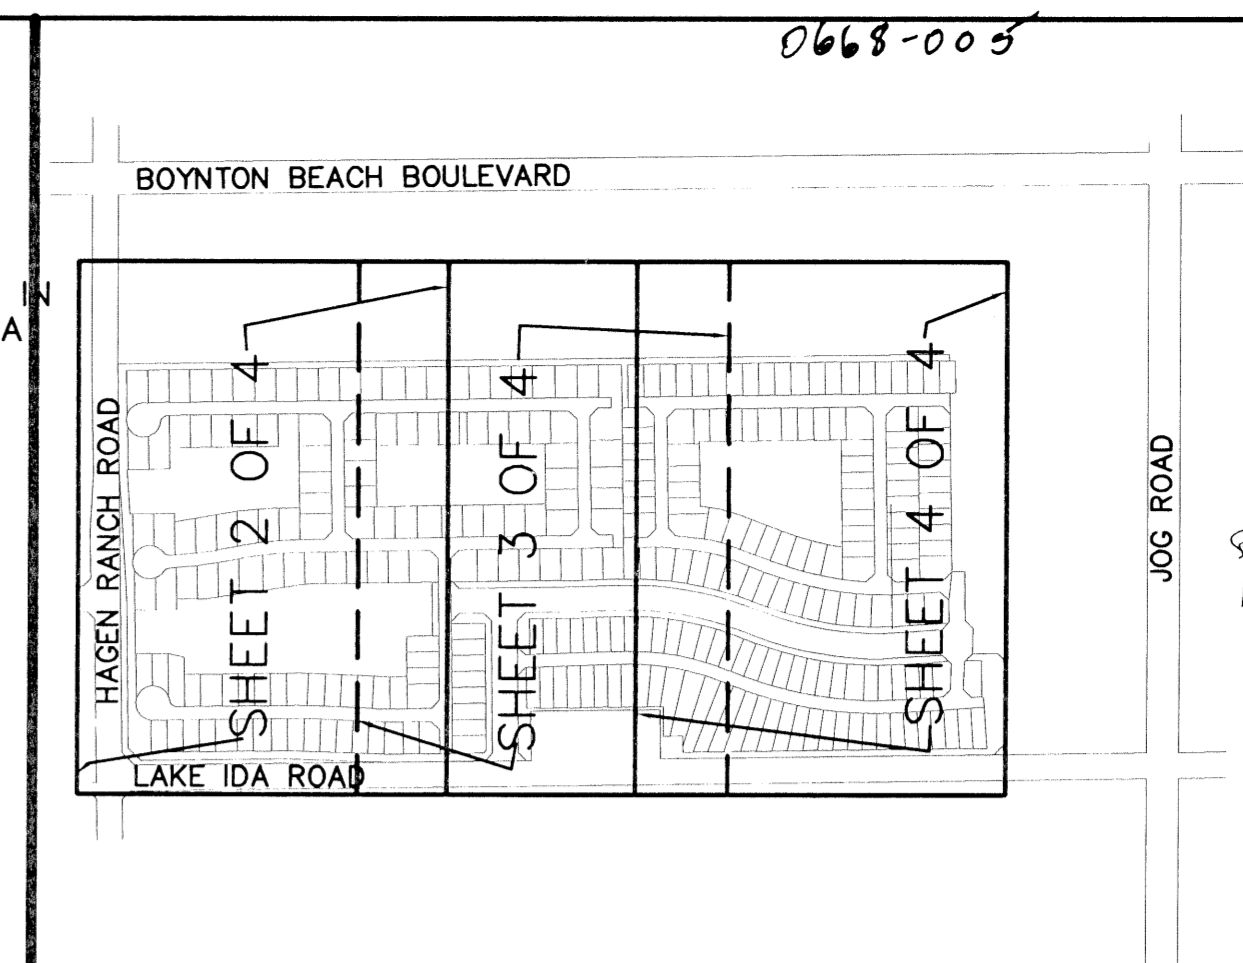 0668-005
BOYNTON BEACH BOULEVARD
IN
A
SHEET 2 OF 4
SHEET 3 OF 4
SHEET 4 OF 4
HAGEN RANCH ROAD
JOG ROAD
LAKE IDA ROAD